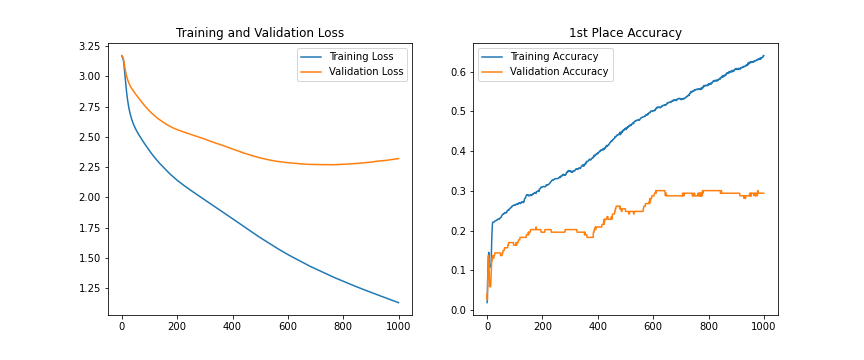 Training and Validation Loss
3.25
3.00
2.75
2.50
2.25
2.00
1.75
1.50
1.25
0 200 400 600 800 1000
Training Loss
Validation Loss
1st Place Accuracy
0.6
0.5
0.4
0.3
0.2
0.1
0.0
0 200 400 600 800 1000
Training Accuracy
Validation Accuracy